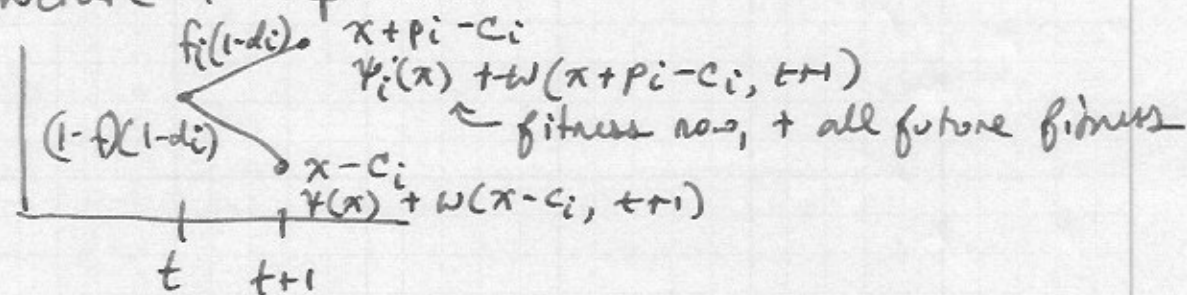 fi(1-di) x + pi - ci
ψi(x) + w(x+pi-ci, t+1)
fitness now, + all future fitness
(1-f)(1-di)
x - ci
ψ(x) + w(x-ci, t+1)
t t+1